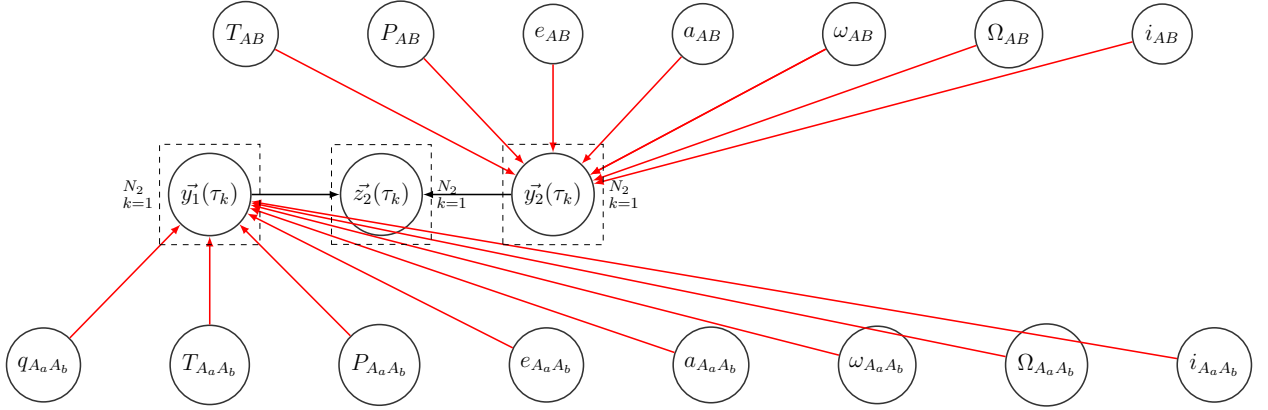 T_{AB} P_{AB} e_{AB} a_{AB} ω_{AB} Ω_{AB} i_{AB}
N_2 k=1 y⃗_1(τ_k) z⃗_2(τ_k) N_2 k=1 y⃗_2(τ_k) N_2 k=1
q_{A_aA_b} T_{A_aA_b} P_{A_aA_b} e_{A_aA_b} a_{A_aA_b} ω_{A_aA_b} Ω_{A_aA_b} i_{A_aA_b}